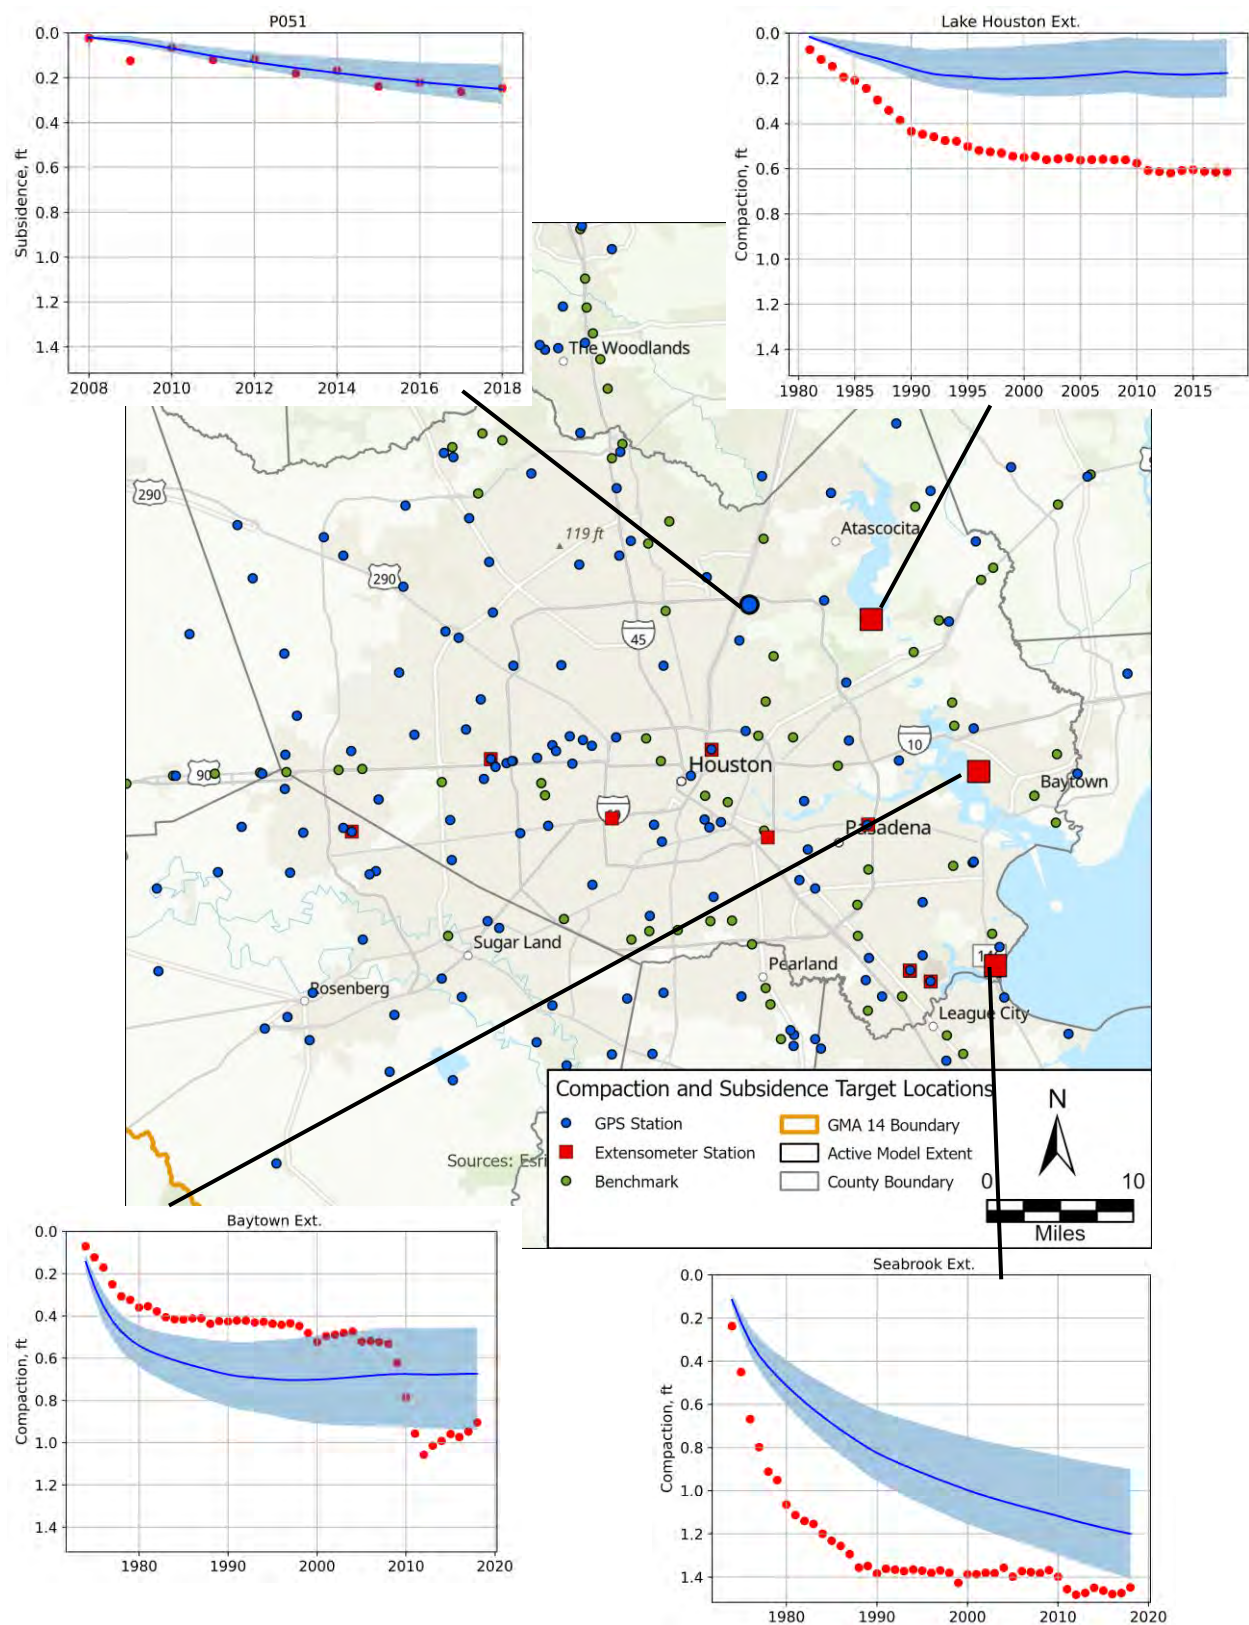 P051
Subsidence, ft
0.0
0.2
0.4
0.6
0.8
1.0
1.2
1.4
2008 2010 2012 2014 2016 2018
Lake Houston Ext.
Compaction, ft
0.0
0.2
0.4
0.6
0.8
1.0
1.2
1.4
1980 1985 1990 1995 2000 2005 2010 2015
The Woodlands
290
119 ft
Atascocita
290
45
10
90
Houston
Baytown
Pasadena
Sugar Land
Pearland
14
Rosenberg
League City
Sources: Esri
Compaction and Subsidence Target Locations
GPS Station
Extensometer Station
Benchmark
GMA 14 Boundary
Active Model Extent
County Boundary
N
0 10
Miles
Baytown Ext.
Compaction, ft
0.0
0.2
0.4
0.6
0.8
1.0
1.2
1.4
1980 1990 2000 2010 2020
Seabrook Ext.
Compaction, ft
0.0
0.2
0.4
0.6
0.8
1.0
1.2
1.4
1980 1990 2000 2010 2020